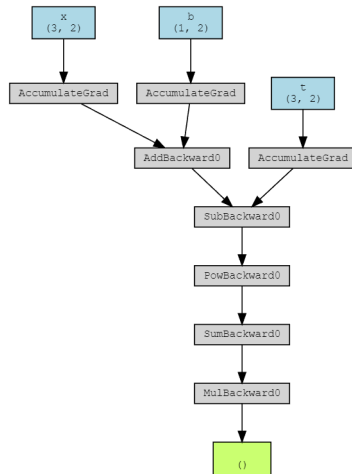 x
(3, 2)
b
(1, 2)
AccumulateGrad
AccumulateGrad
t
(3, 2)
AddBackward0
AccumulateGrad
SubBackward0
PowBackward0
SumBackward0
MulBackward0
()